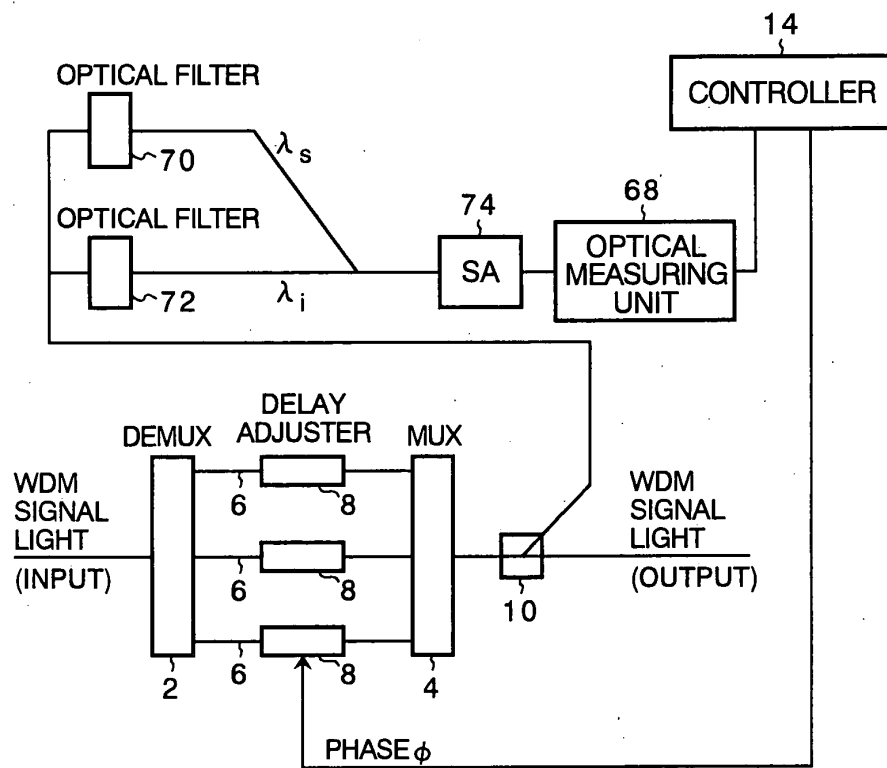 14
CONTROLLER
OPTICAL FILTER
70
λs
OPTICAL FILTER
72
λi
74
SA
68
OPTICAL
MEASURING
UNIT
DEMUX
DELAY
ADJUSTER
MUX
WDM
SIGNAL
LIGHT
(INPUT)
6
8
6
8
6
8
2
4
10
WDM
SIGNAL
LIGHT
(OUTPUT)
PHASE ϕ